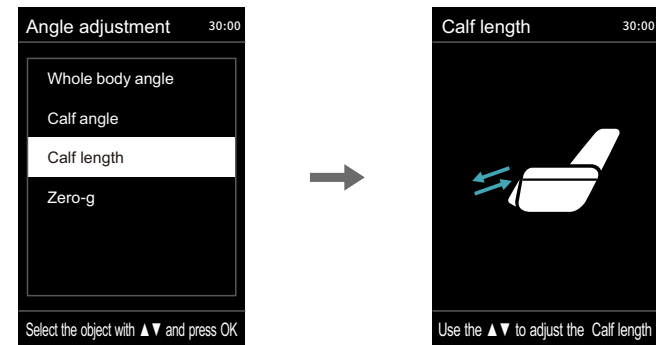 Angle adjustment 30:00
Whole body angle
Calf angle
Calf length
Zero-g
Select the object with ▲▼ and press OK
Calf length 30:00
Use the ▲▼ to adjust the Calf length